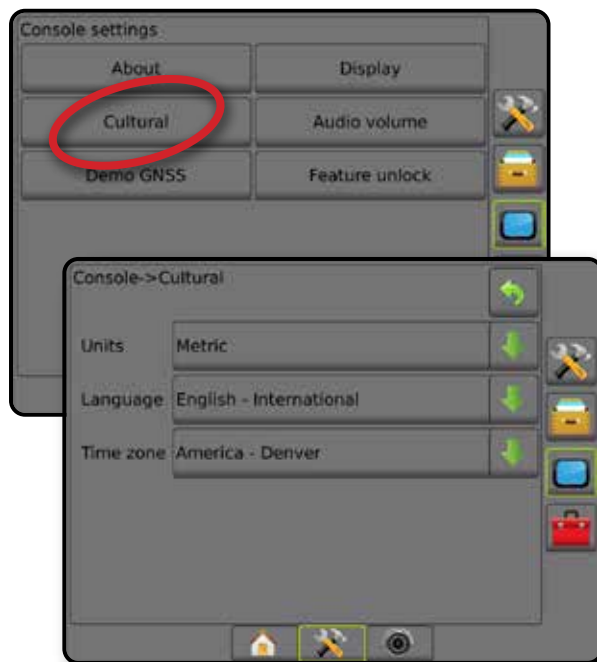 Console settings
About
Display
Cultural
Audio volume
Demo GNSS
Feature unlock
Console->Cultural
Units
Metric
Language
English - International
Time zone
America - Denver